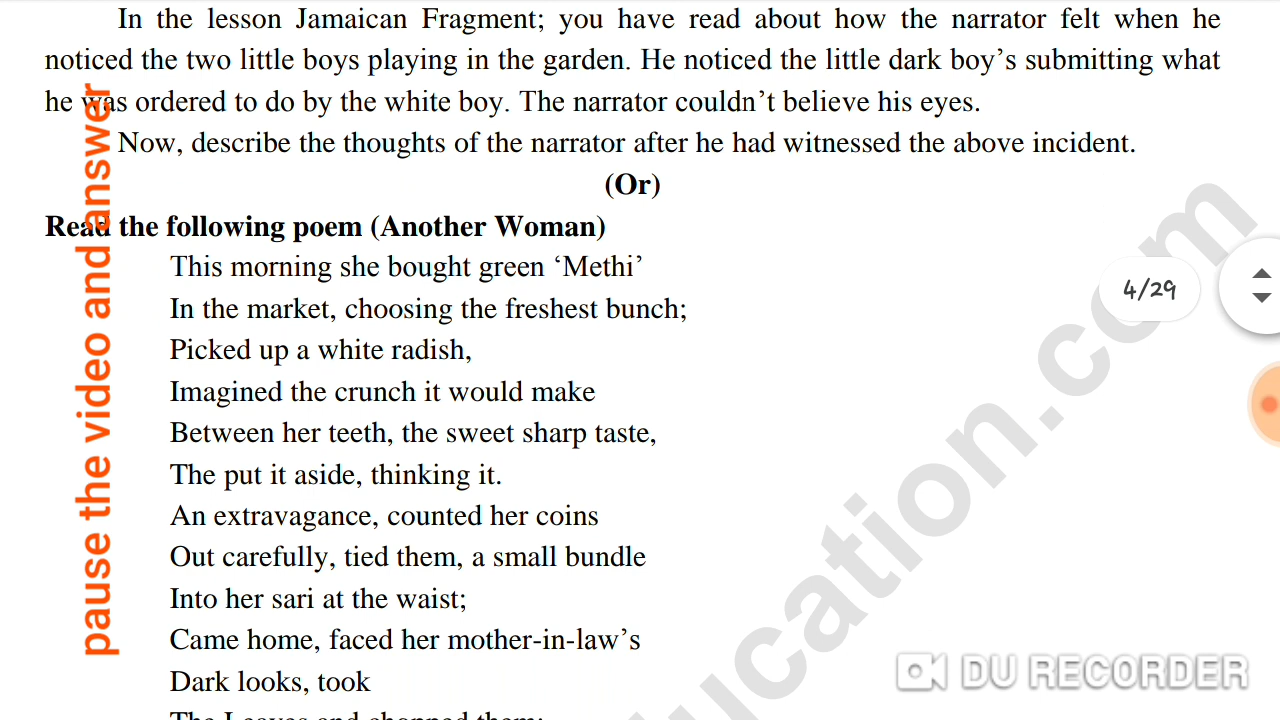 In the lesson Jamaican Fragment; you have read about how the narrator felt when he
noticed the two little boys playing in the garden. He noticed the little dark boy’s submitting what
he was ordered to do by the white boy. The narrator couldn’t believe his eyes.
Now, describe the thoughts of the narrator after he had witnessed the above incident.
(Or)
Read the following poem (Another Woman)
This morning she bought green ‘Methi’
In the market, choosing the freshest bunch;
Picked up a white radish,
Imagined the crunch it would make
Between her teeth, the sweet sharp taste,
The put it aside, thinking it.
An extravagance, counted her coins
Out carefully, tied them, a small bundle
Into her sari at the waist;
Came home, faced her mother-in-law’s
Dark looks, took
The Leaves and chopped them;
pause the video and answer
4/29
ucation.com
DU RECORDER